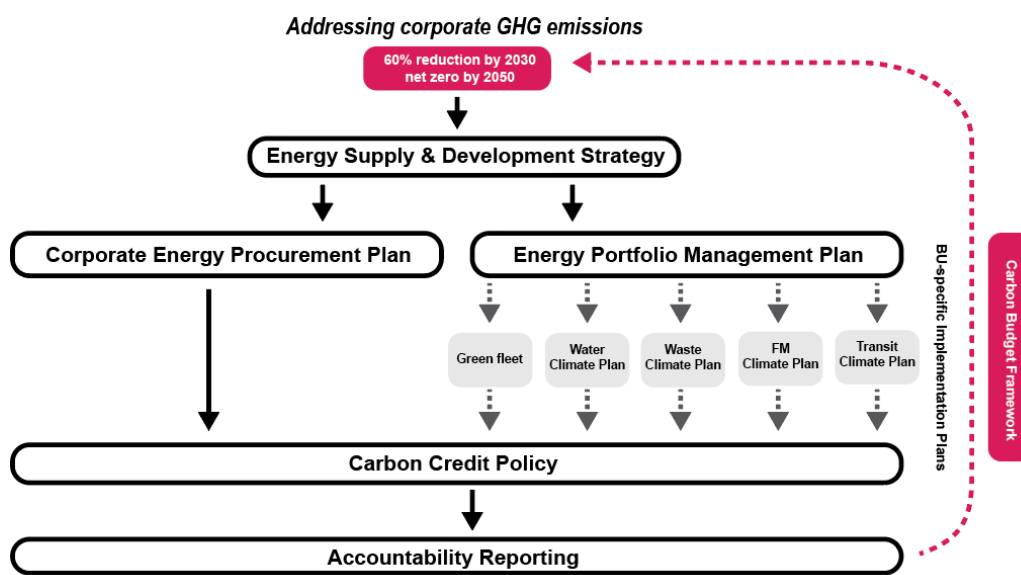 Addressing corporate GHG emissions
60% reduction by 2030
net zero by 2050
Energy Supply & Development Strategy
Corporate Energy Procurement Plan
Energy Portfolio Management Plan
Green fleet
Water
Climate Plan
Waste
Climate Plan
FM
Climate Plan
Transit
Climate Plan
BU-specific Implementation Plans
Carbon Budget Framework
Carbon Credit Policy
Accountability Reporting